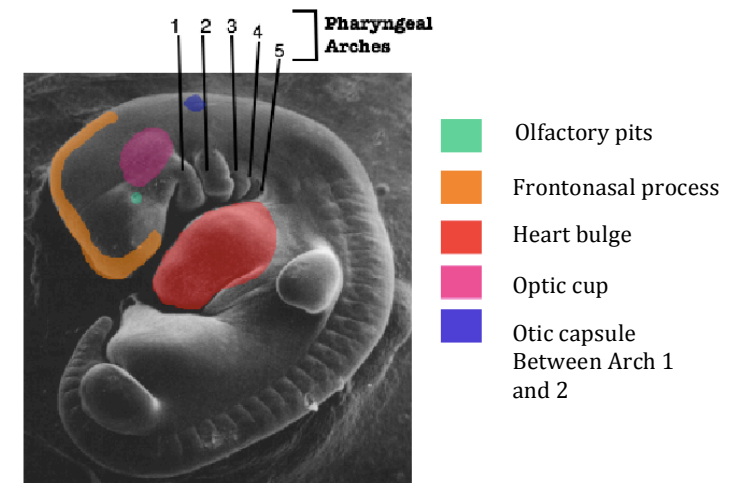 1 2 3 4 5
Pharyngeal
Arches
Olfactory pits
Frontonasal process
Heart bulge
Optic cup
Otic capsule
Between Arch 1
and 2